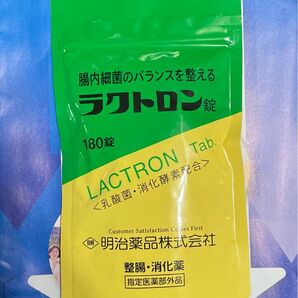 腸内細菌のバランスを整える
ラクトロン錠
180錠
LACTRON Tab.
<乳酸菌・消化酵素配合>
Customer Satisfaction Comes First
明治薬品株式会社
整腸・消化薬
指定医薬部外品